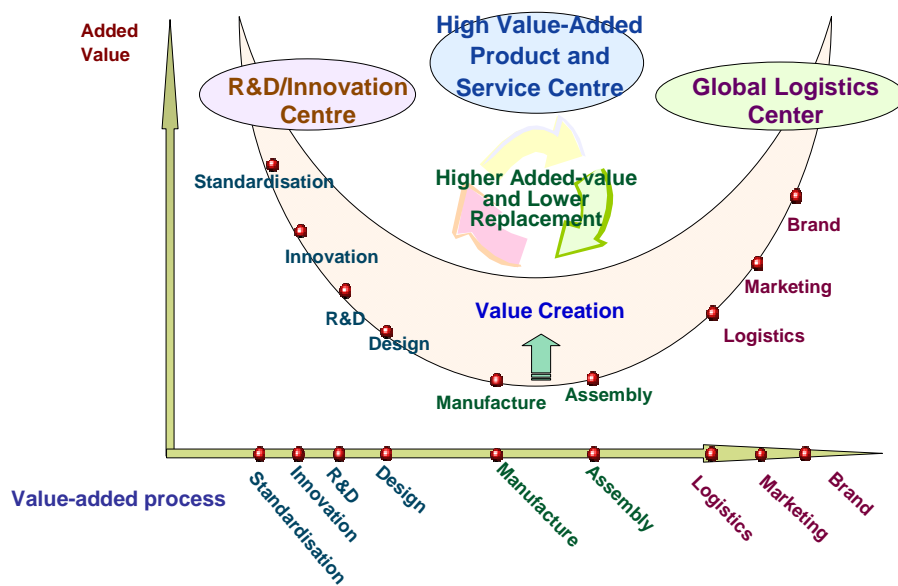 Added
Value
High Value-Added
Product and
Service Centre
R&D/Innovation
Centre
Global Logistics
Center
Higher Added-value
and Lower
Replacement
Standardisation
Innovation
R&D
Design
Value Creation
Manufacture
Assembly
Brand
Marketing
Logistics
Value-added process
Standardisation
Innovation
R&D
Design
Manufacture
Assembly
Logistics
Marketing
Brand